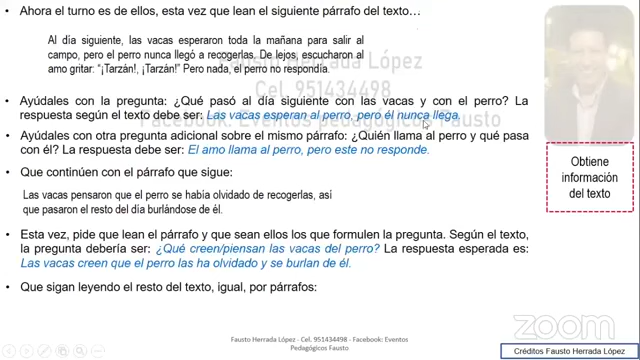 • Ahora el turno es de ellos, esta vez que lean el siguiente párrafo del texto…
Al día siguiente, las vacas esperaron toda la mañana para salir al
campo, pero el perro nunca llegó a recogerlas. De lejos, escucharon al
amo gritar: “¡Tarzán!, ¡Tarzán!” Pero nada, el perro no respondía.
Fausto Herrada López
Cel. 951434498
Facebook: Eventos pedagógicos Fausto
• Ayúdales con la pregunta: ¿Qué pasó al día siguiente con las vacas y con el perro? La
respuesta según el texto debe ser: Las vacas esperan al perro, pero él nunca llega.
• Ayúdales con otra pregunta adicional sobre el mismo párrafo: ¿Quién llama al perro y qué pasa
con él? La respuesta debe ser: El amo llama al perro, pero este no responde.
• Que continúen con el párrafo que sigue:
Las vacas pensaron que el perro se había olvidado de recogerlas, así
que pasaron el resto del día burlándose de él.
• Esta vez, pide que lean el párrafo y que sean ellos los que formulen la pregunta. Según el texto,
la pregunta debería ser: ¿Qué creen/piensan las vacas del perro? La respuesta esperada es:
Las vacas creen que el perro las ha olvidado y se burlan de él.
• Que sigan leyendo el resto del texto, igual, por párrafos:
Obtiene
información
del texto
Fausto Herrada López - Cel. 951434498 - Facebook: Eventos
Pedagógicos Fausto
zoom
Créditos Fausto Herrada López